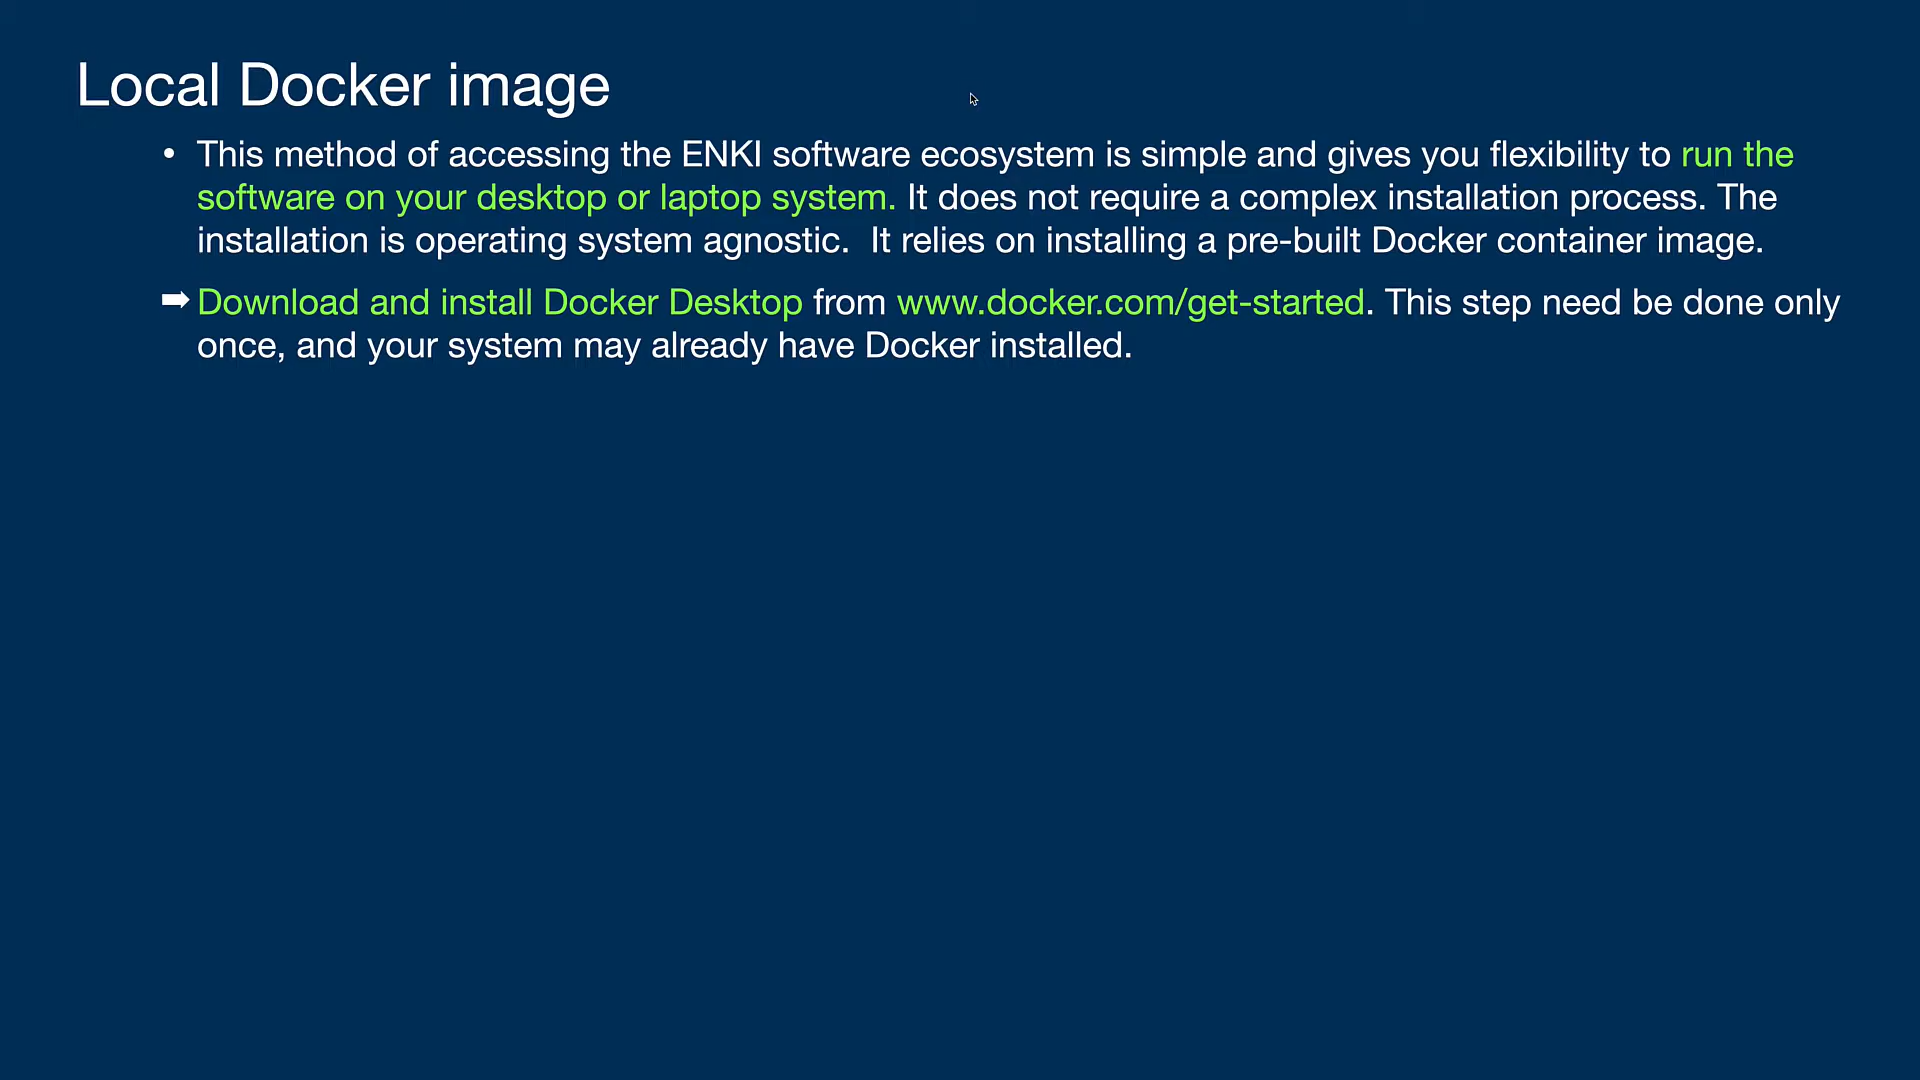 Local Docker image
• This method of accessing the ENKI software ecosystem is simple and gives you flexibility to run the
software on your desktop or laptop system. It does not require a complex installation process. The
installation is operating system agnostic.  It relies on installing a pre-built Docker container image.
➡ Download and install Docker Desktop from www.docker.com/get-started. This step need be done only
once, and your system may already have Docker installed.